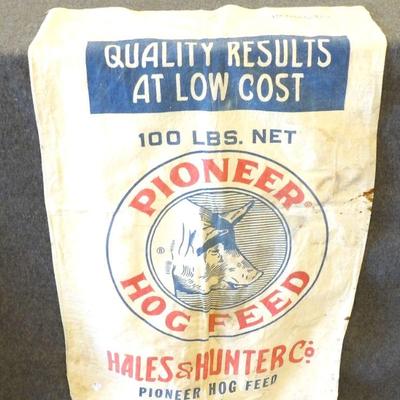 QUALITY RESULTS
AT LOW COST
100 LBS. NET
PIONEER®
®
HOG FEED
HALES & HUNTER CO
PIONEER HOG FEED